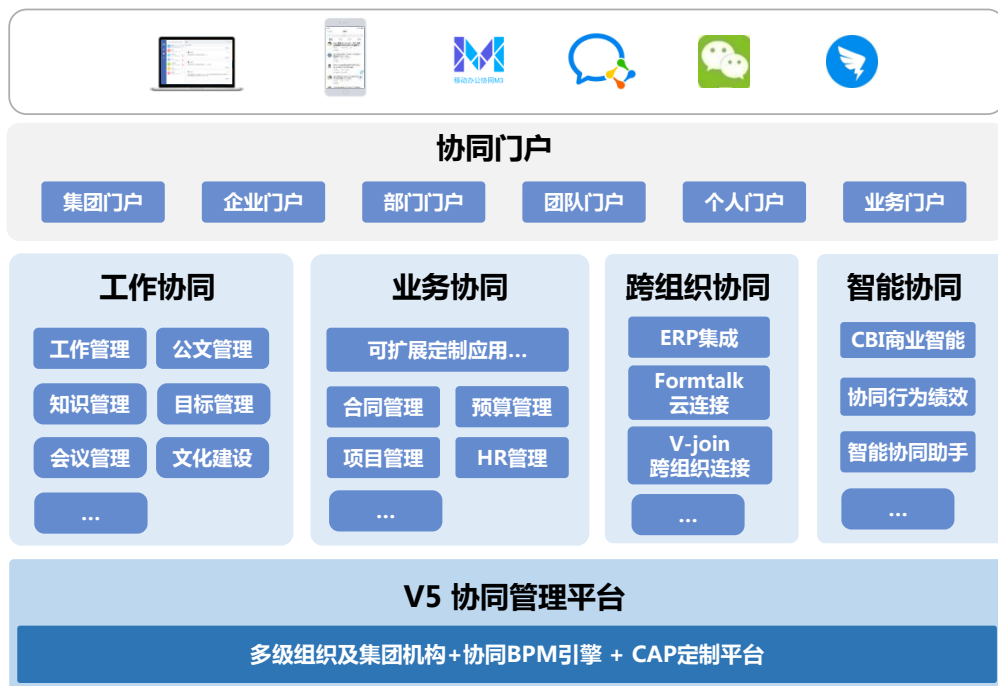 移动办公协同M3
协同门户
集团门户 企业门户 部门门户 团队门户 个人门户 业务门户
工作协同
工作管理 公文管理
知识管理 目标管理
会议管理 文化建设
...
业务协同
可扩展定制应用...
合同管理 预算管理
项目管理 HR管理
...
跨组织协同
ERP集成
Formtalk
云连接
V-join
跨组织连接
...
智能协同
CBI商业智能
协同行为绩效
智能协同助手
...
V5 协同管理平台
多级组织及集团机构+协同BPM引擎 + CAP定制平台